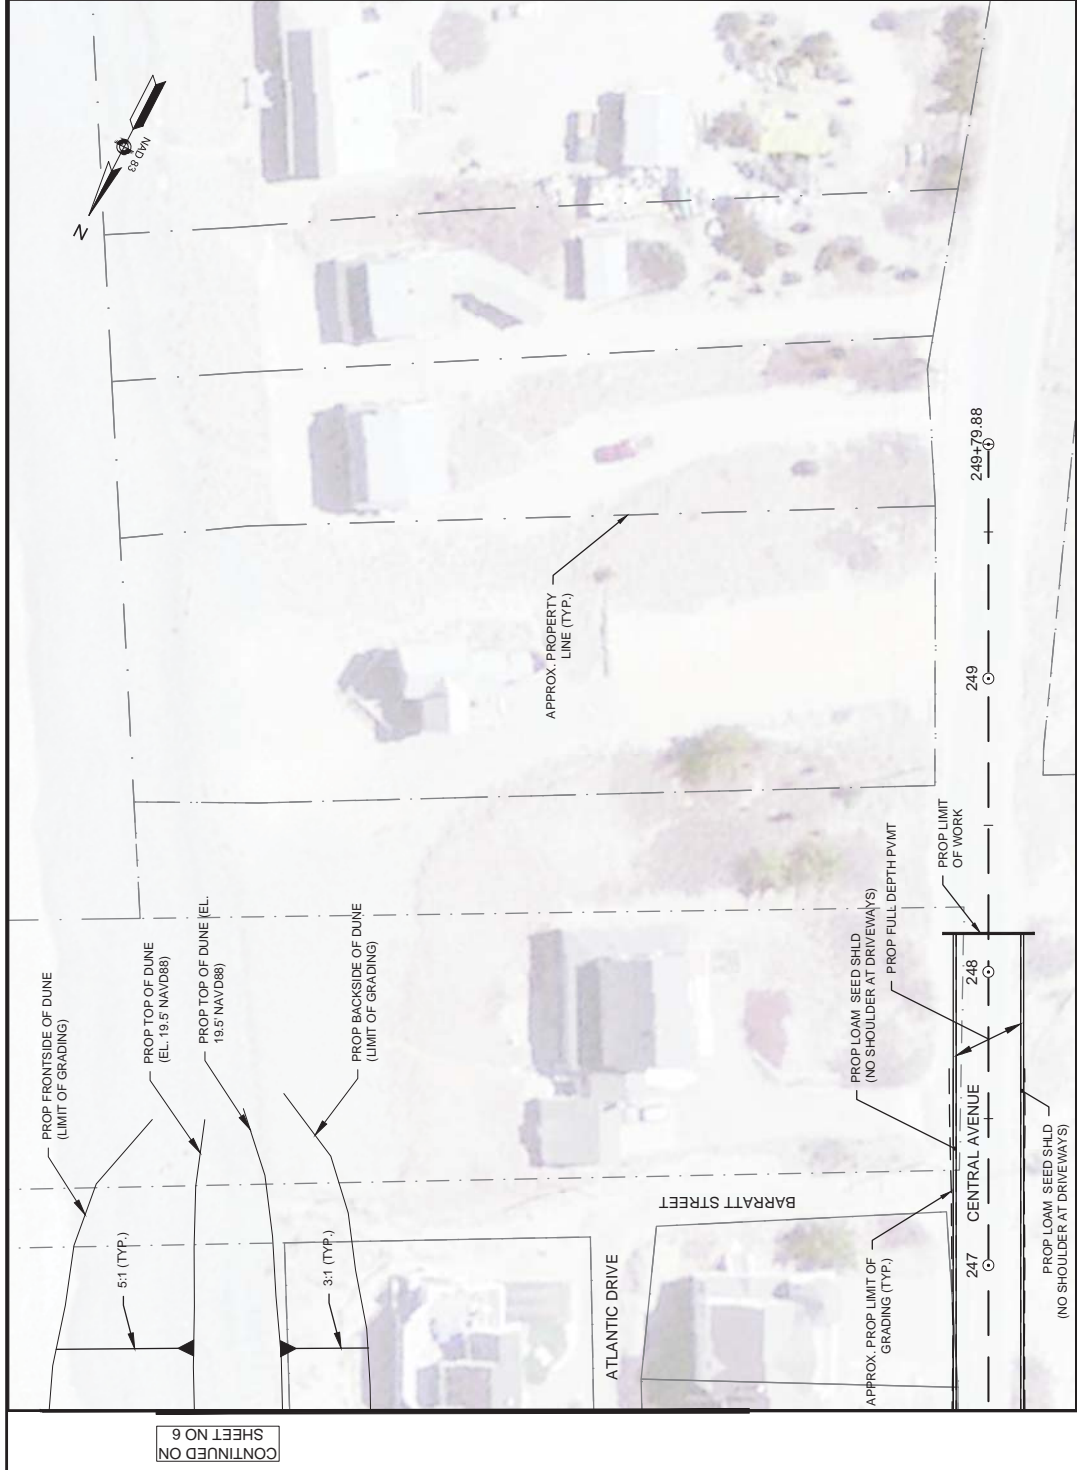 N
NAD 83
PROP FRONTSIDE OF DUNE
(LIMIT OF GRADING)
PROP TOP OF DUNE
(EL. 19.5' NAVD88)
PROP TOP OF DUNE (EL.
19.5' NAVD88)
PROP BACKSIDE OF DUNE
(LIMIT OF GRADING)
5:1 (TYP.)
3:1 (TYP.)
APPROX. PROPERTY
LINE (TYP.)
ATLANTIC DRIVE
BARRATT STREET
PROP LOAM SEED SHLD
(NO SHOULDER AT DRIVEWAYS)
PROP FULL DEPTH PVMT
PROP LIMIT
OF WORK
APPROX. PROP LIMIT OF
GRADING (TYP.)
CENTRAL AVENUE
247
248
249
249+79.88
PROP LOAM SEED SHLD
(NO SHOULDER AT DRIVEWAYS)
CONTINUED ON
SHEET NO 6